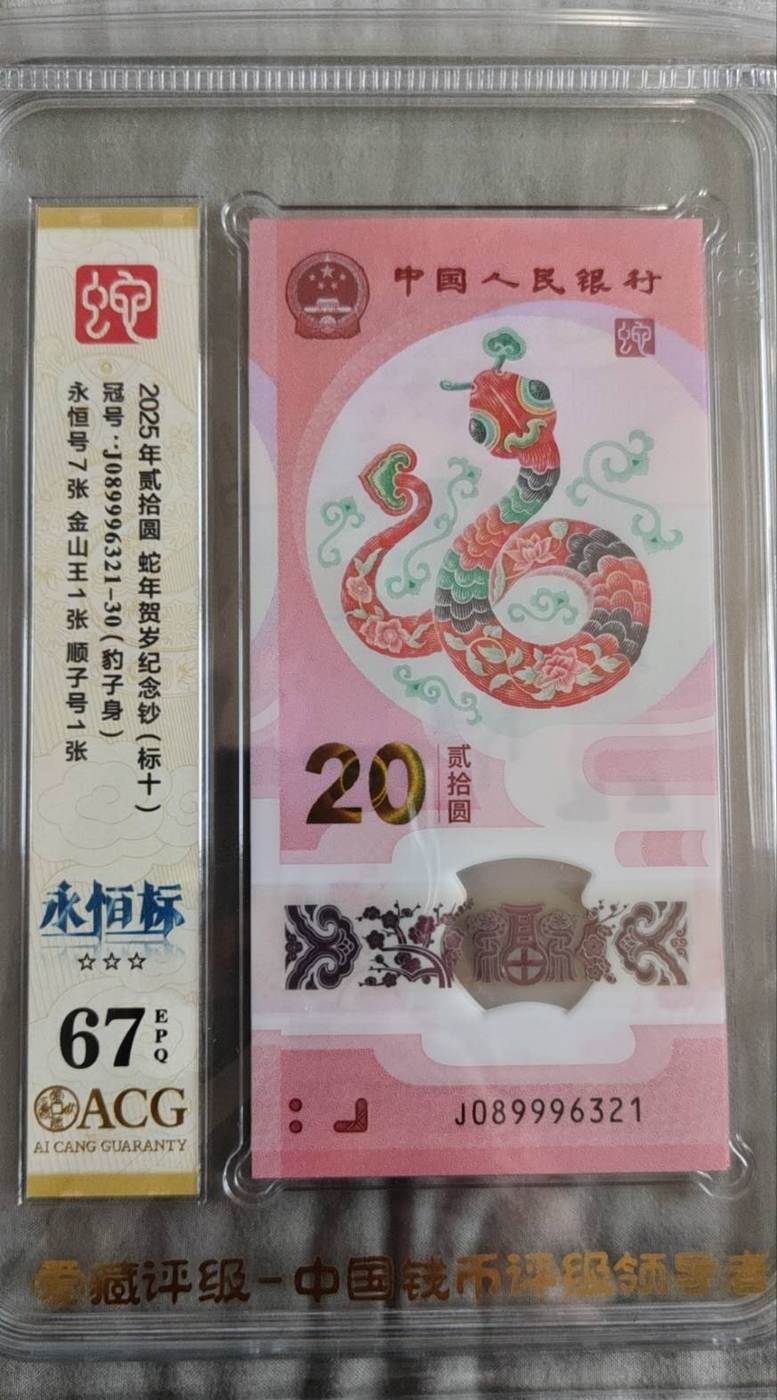 蛇
2025年贰拾圆 蛇年贺岁纪念钞(标十)
冠号:J089996321-30(豹子身)
永恒号7张 金山王1张 顺子号1张
永恒标
☆☆☆
67
EPQ
ACG
AI CANG GUARANTY
中国人民银行
蛇
20
贰拾圆
福
J089996321
爱藏评级-中国钱币评级领导者